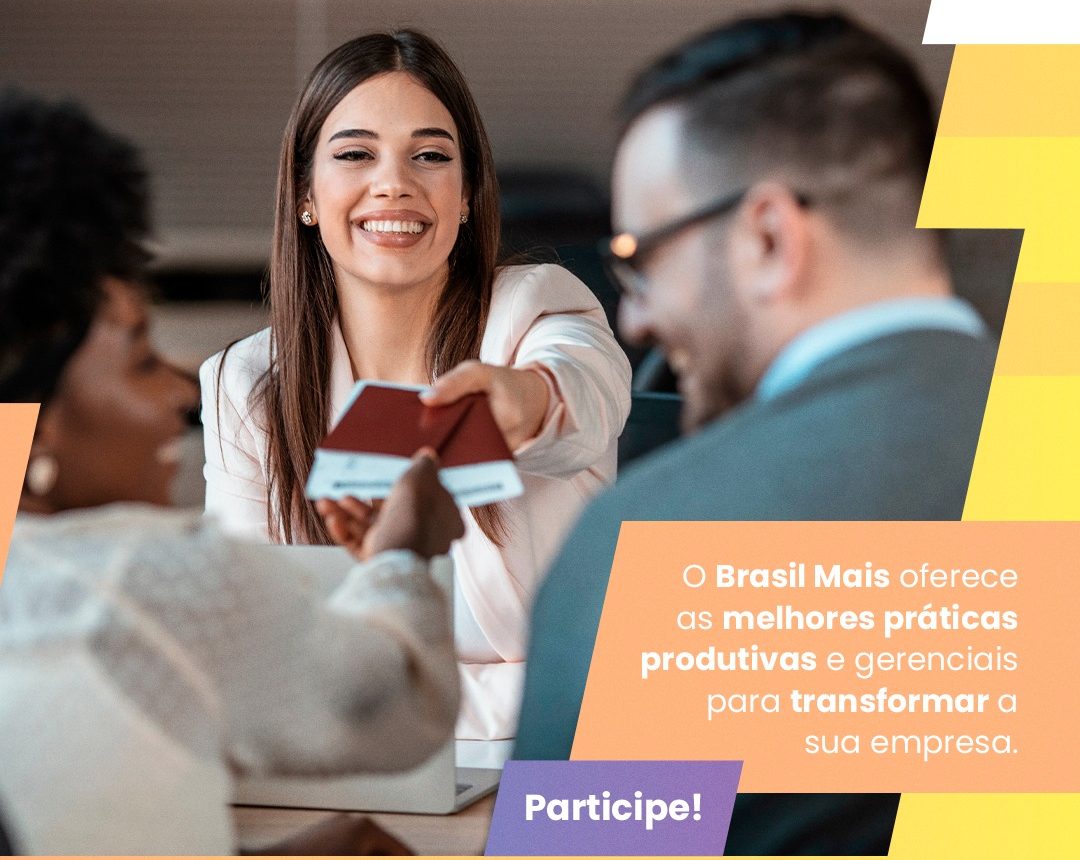 O Brasil Mais oferece
as melhores práticas
produtivas e gerenciais
para transformar a
sua empresa.
Participe!